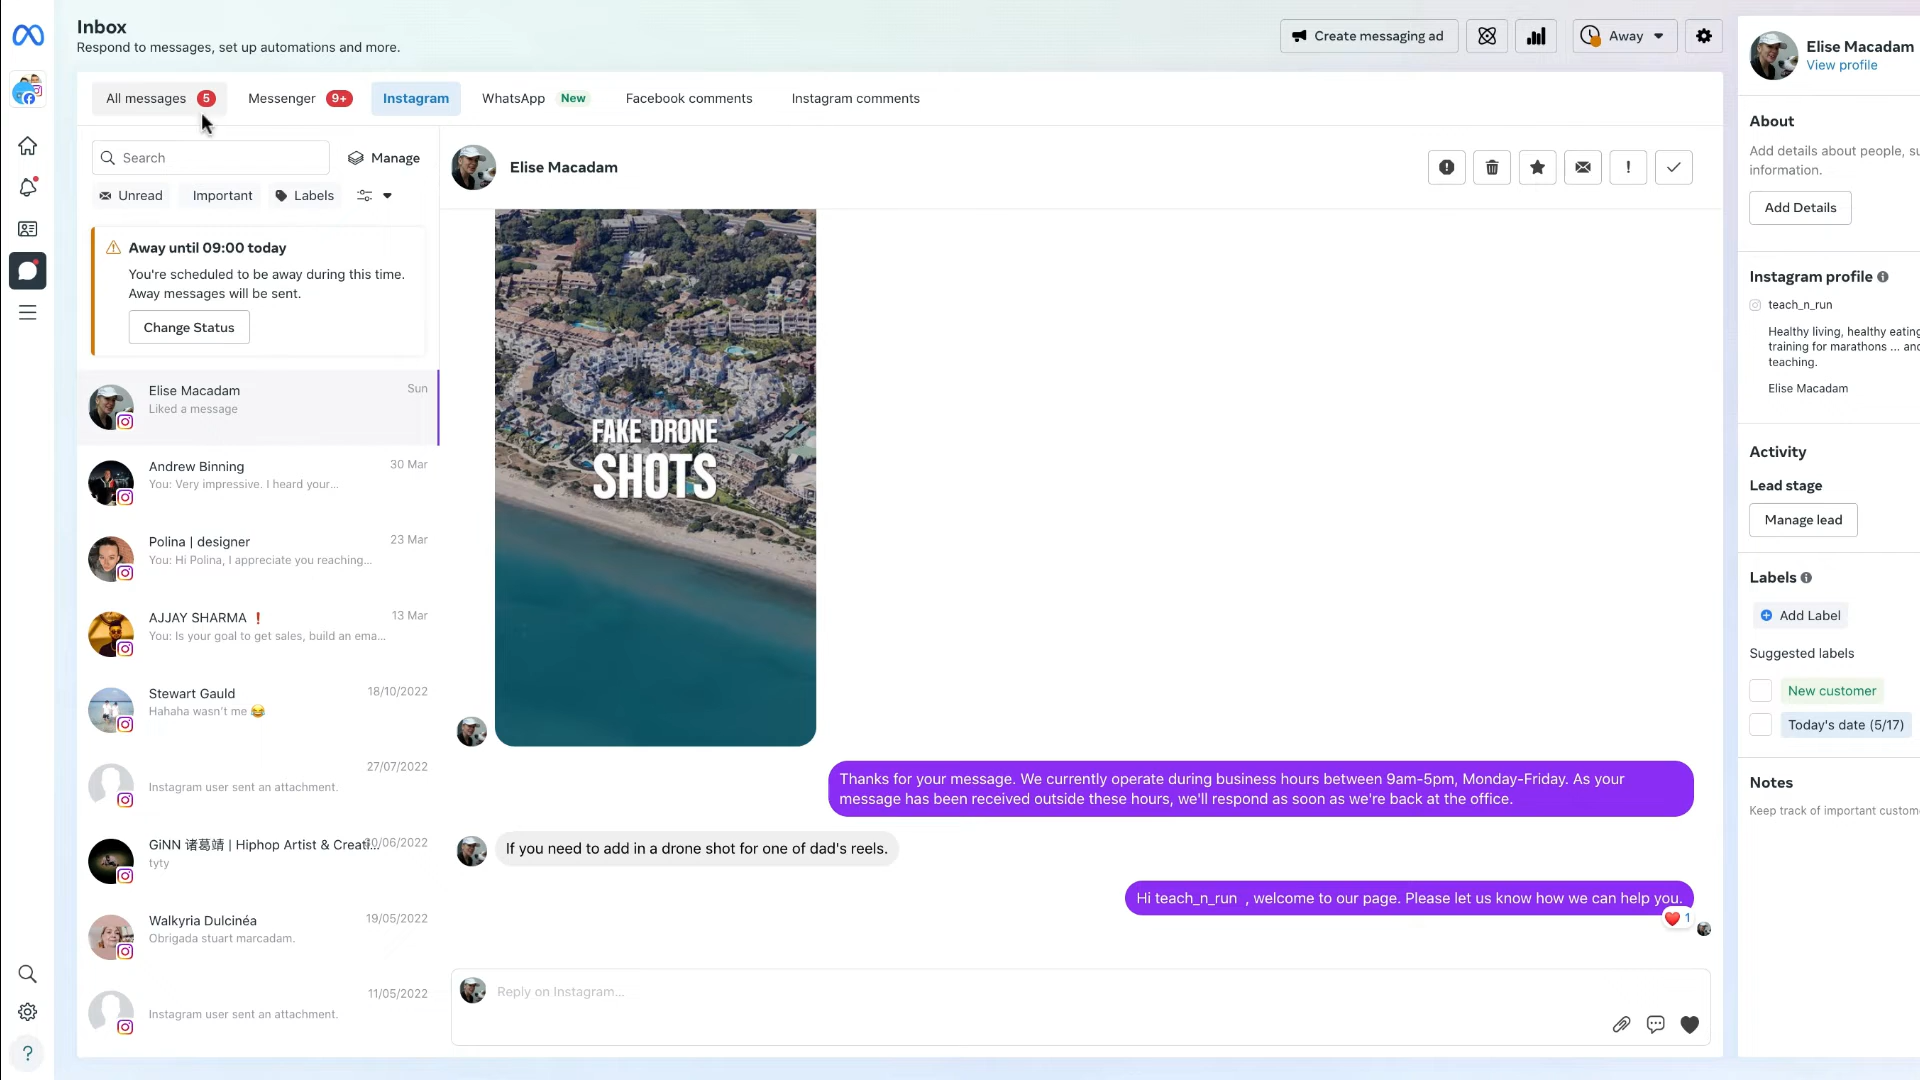 Inbox
Respond to messages, set up automations and more.
Create messaging ad
Away
All messages 5
Messenger 9+
Instagram
WhatsApp New
Facebook comments
Instagram comments
Search
Manage
Unread
Important
Labels
Away until 09:00 today
You're scheduled to be away during this time.
Away messages will be sent.
Change Status
Elise Macadam
Sun
Liked a message
Andrew Binning
30 Mar
You: Very impressive. I heard your...
Polina | designer
23 Mar
You: Hi Polina, I appreciate you reaching...
AJJAY SHARMA ❗
13 Mar
You: Is your goal to get sales, build an ema...
Stewart Gauld
18/10/2022
Hahaha wasn't me 😂
27/07/2022
Instagram user sent an attachment.
GiNN 诸葛靖 | Hiphop Artist & Creati...
30/06/2022
tyty
Walkyria Dulcinéa
19/05/2022
Obrigada stuart marcadam.
11/05/2022
Instagram user sent an attachment.
Elise Macadam
FAKE DRONE
SHOTS
Thanks for your message. We currently operate during business hours between 9am-5pm, Monday-Friday. As your
message has been received outside these hours, we'll respond as soon as we're back at the office.
If you need to add in a drone shot for one of dad's reels.
Hi teach_n_run , welcome to our page. Please let us know how we can help you.
❤️ 1
Reply on Instagram...
Elise Macadam
View profile
About
Add details about people, su
information.
Add Details
Instagram profile
teach_n_run
Healthy living, healthy eating
training for marathons ... and
teaching.
Elise Macadam
Activity
Lead stage
Manage lead
Labels
Add Label
Suggested labels
New customer
Today's date (5/17)
Notes
Keep track of important custom